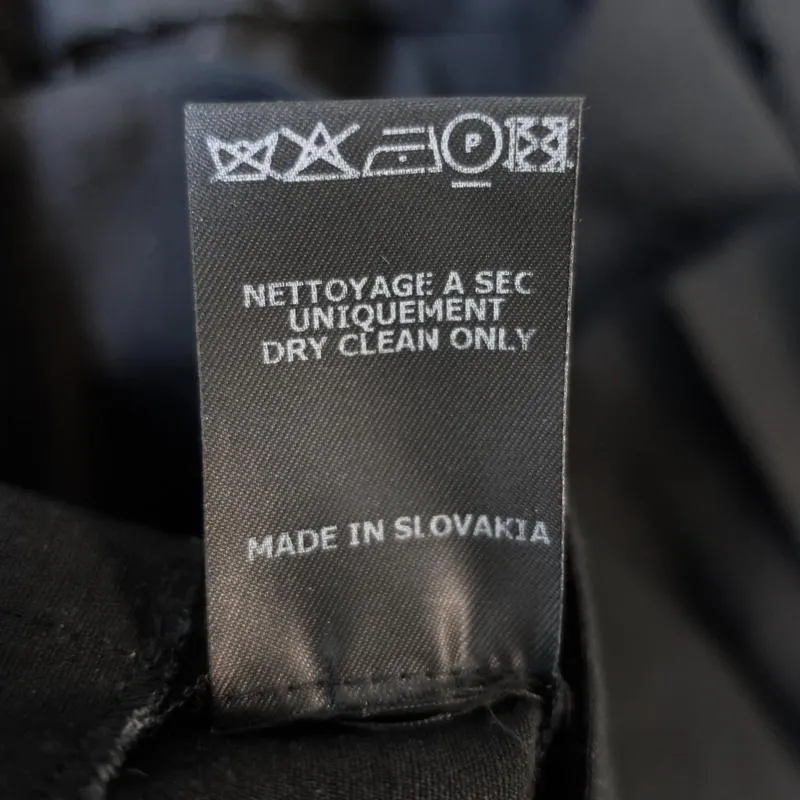 P
NETTOYAGE A SEC
UNIQUEMENT
DRY CLEAN ONLY
MADE IN SLOVAKIA